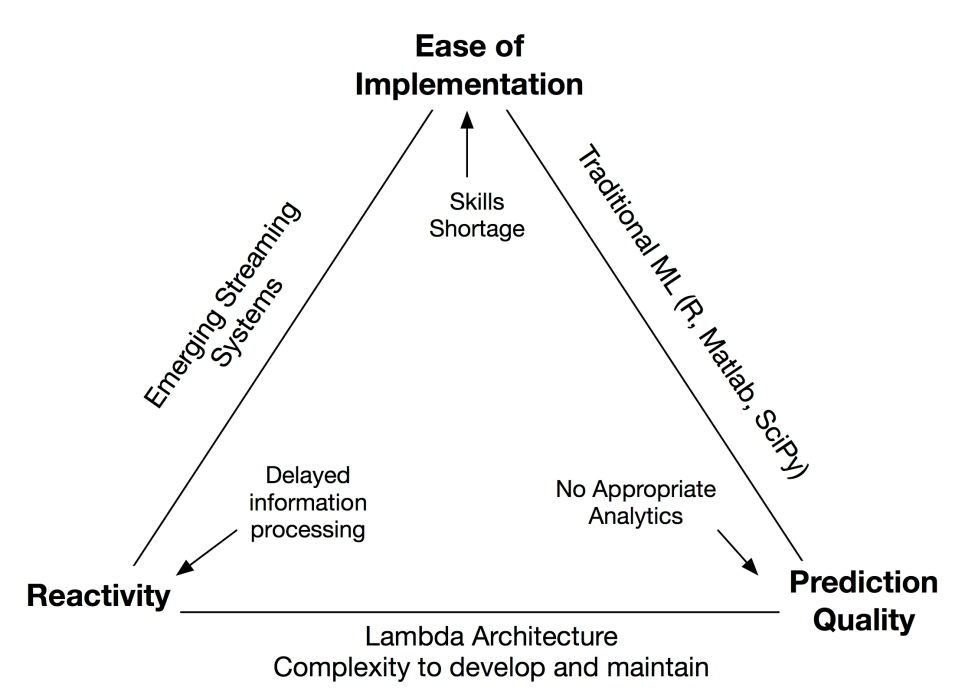 Ease of
Implementation
Skills
Shortage
Emerging Streaming
Systems
Traditional ML (R, Matlab, SciPy)
Delayed
information
processing
No Appropriate
Analytics
Reactivity
Prediction
Quality
Lambda Architecture
Complexity to develop and maintain